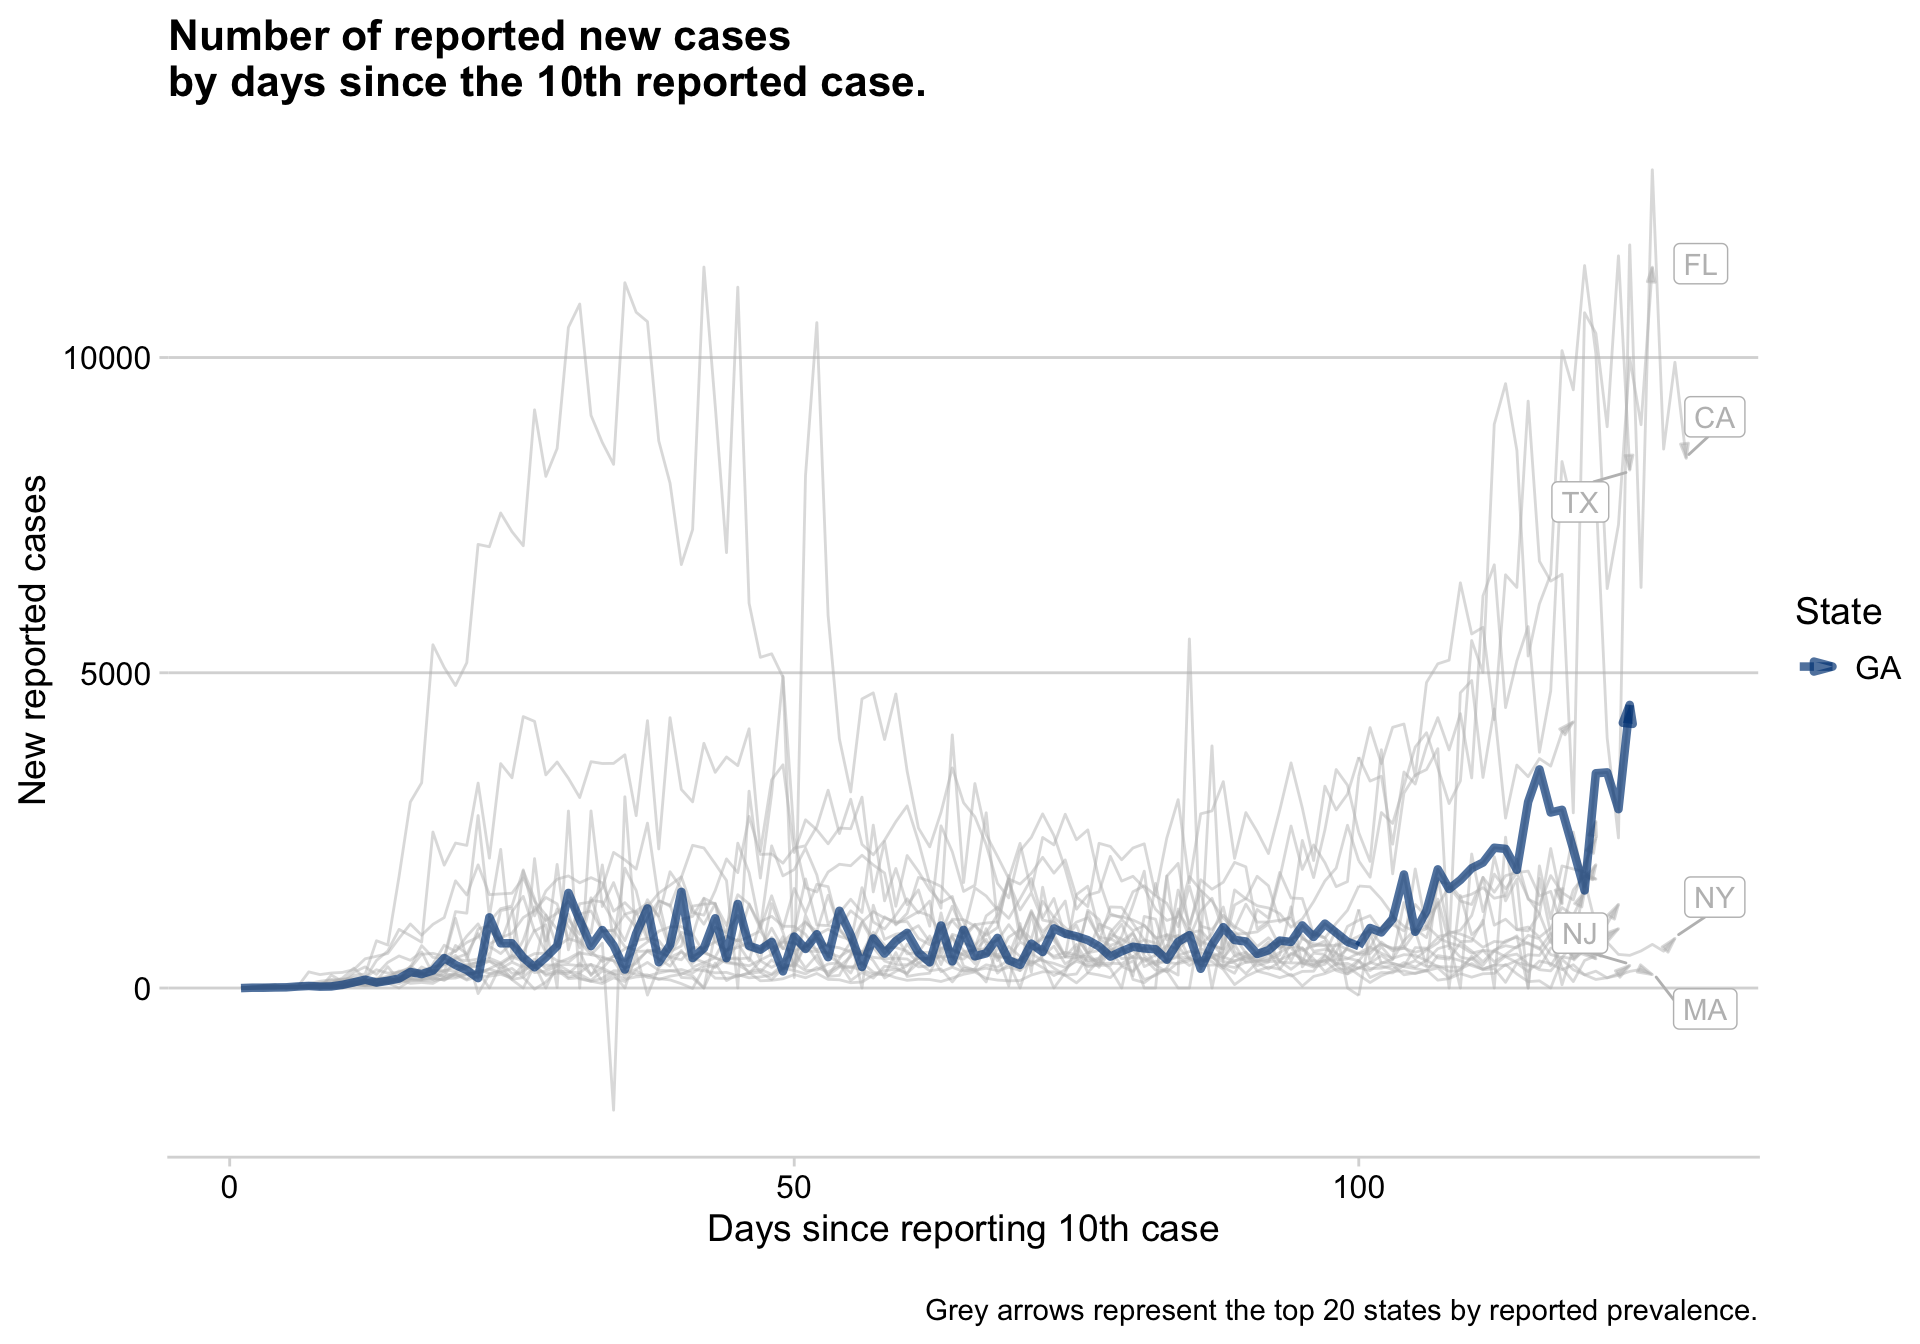 Number of reported new cases
by days since the 10th reported case.
FL
10000
CA
TX
New reported cases
State
5000
GA
NY
NJ
0
MA
0
50
100
Days since reporting 10th case
Grey arrows represent the top 20 states by reported prevalence.